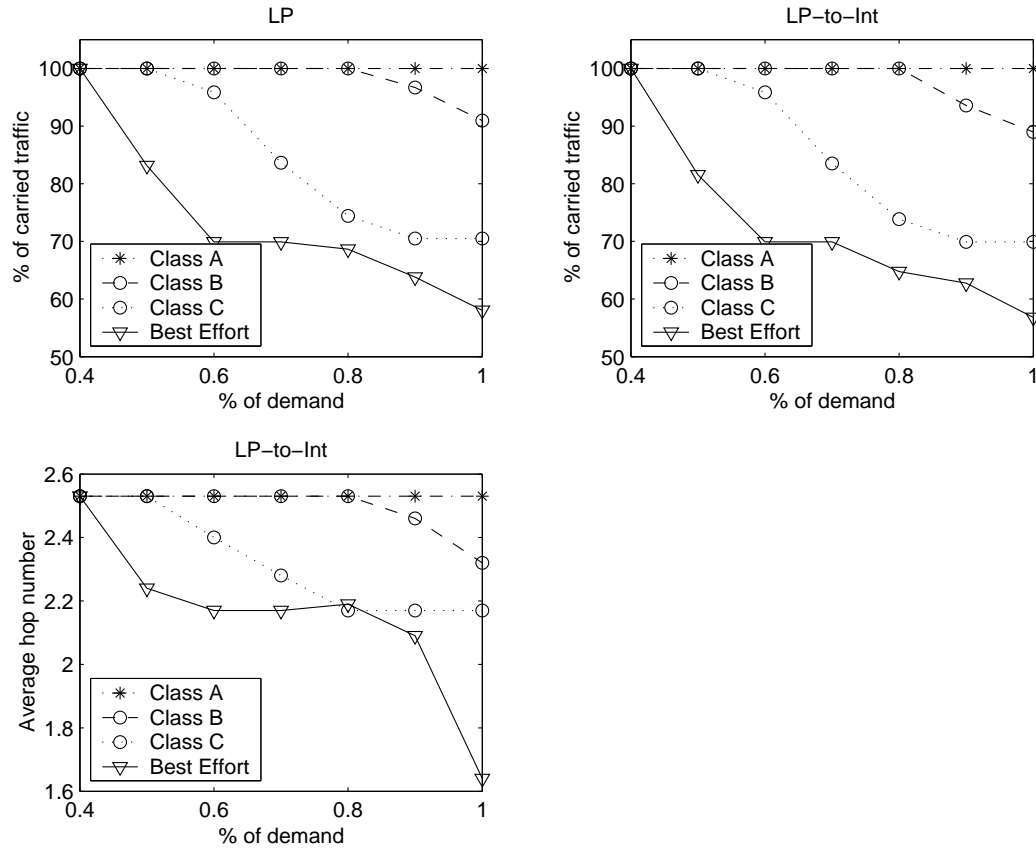 LP
100
90
80
70
60
50
% of carried traffic
Class A
Class B
Class C
Best Effort
0.4 0.6 0.8 1
% of demand
LP−to−Int
100
90
80
70
60
50
% of carried traffic
Class A
Class B
Class C
Best Effort
0.4 0.6 0.8 1
% of demand
LP−to−Int
2.6
2.4
2.2
2
1.8
1.6
Average hop number
Class A
Class B
Class C
Best Effort
0.4 0.6 0.8 1
% of demand